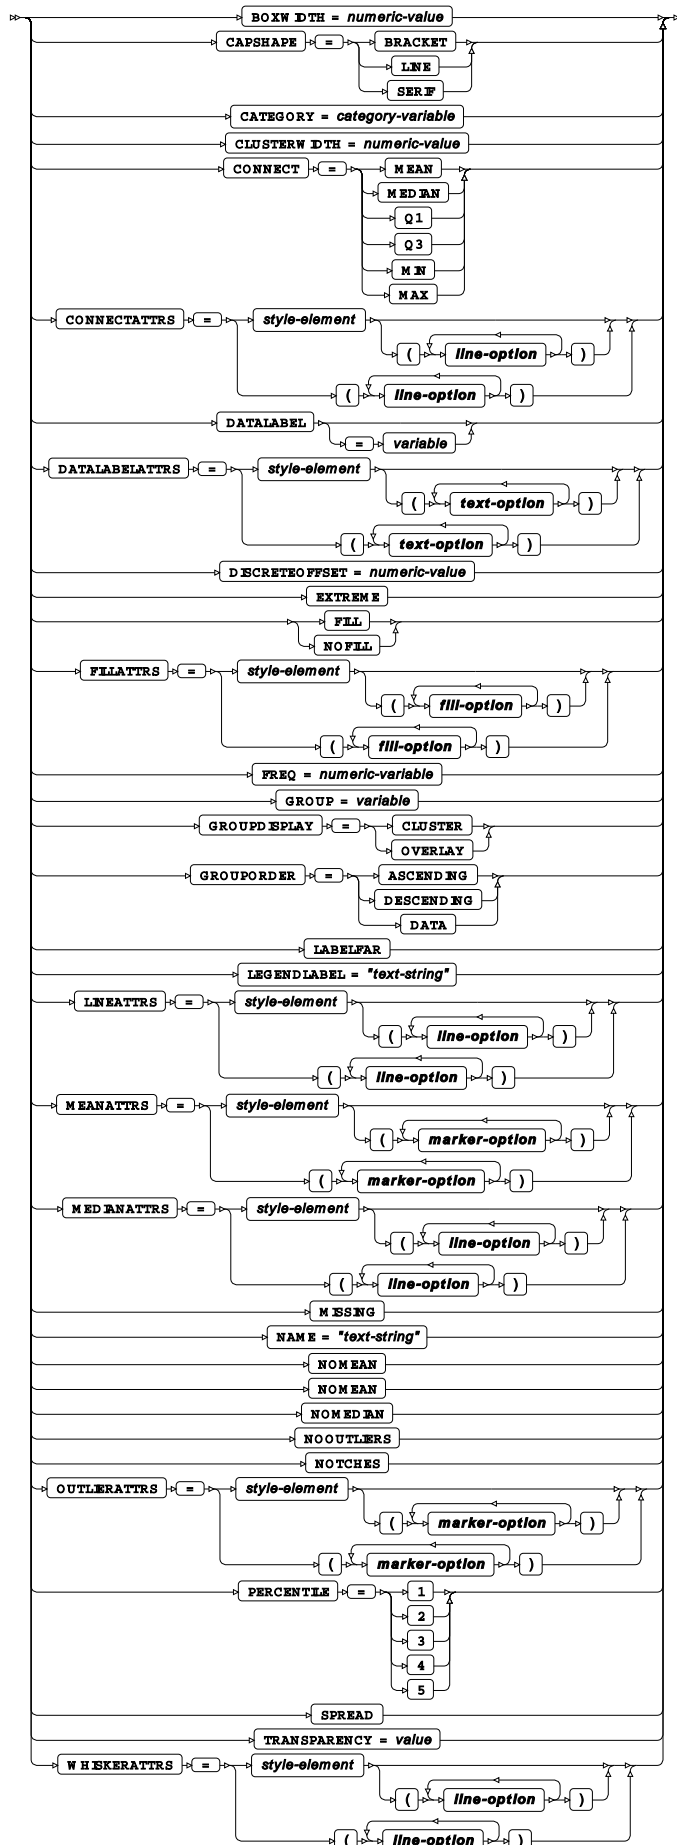 BOXWIDTH = numeric-value
CAPSHAPE = BRACKET
LINE
SERIF
CATEGORY = category-variable
CLUSTERWIDTH = numeric-value
CONNECT = MEAN
MEDIAN
Q1
Q3
MIN
MAX
CONNECTATTRS = style-element
( line-option )
( line-option )
DATALABEL
= variable
DATALABELATTRS = style-element
( text-option )
( text-option )
DISCRETEOFFSET = numeric-value
EXTREME
FILL
NOFILL
FILLATTRS = style-element
( fill-option )
( fill-option )
FREQ = numeric-variable
GROUP = variable
GROUPDISPLAY = CLUSTER
OVERLAY
GROUPORDER = ASCENDING
DESCENDING
DATA
LABELFAR
LEGENDLABEL = "text-string"
LINEATTRS = style-element
( line-option )
( line-option )
MEANATTRS = style-element
( marker-option )
( marker-option )
MEDIANATTRS = style-element
( line-option )
( line-option )
MISSING
NAME = "text-string"
NOMEAN
NOMEAN
NOMEDIAN
NOOUTLIERS
NOTCHES
OUTLIERATTRS = style-element
( marker-option )
( marker-option )
PERCENTILE = 1
2
3
4
5
SPREAD
TRANSPARENCY = value
WHISKERATTRS = style-element
( line-option )
( line-option )